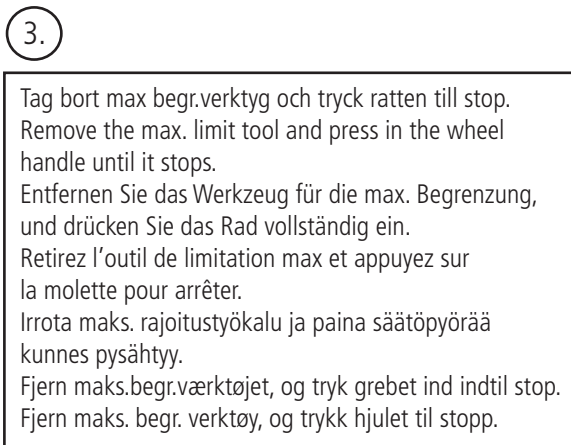 3.
Tag bort max begr.verktyg och tryck ratten till stop.
Remove the max. limit tool and press in the wheel
handle until it stops.
Entfernen Sie das Werkzeug für die max. Begrenzung,
und drücken Sie das Rad vollständig ein.
Retirez l’outil de limitation max et appuyez sur
la molette pour arrêter.
Irrota maks. rajoitustyökalu ja paina säätöpyörää
kunnes pysähtyy.
Fjern maks.begr.værktøjet, og tryk grebet ind indtil stop.
Fjern maks. begr. verktøy, og trykk hjulet til stopp.